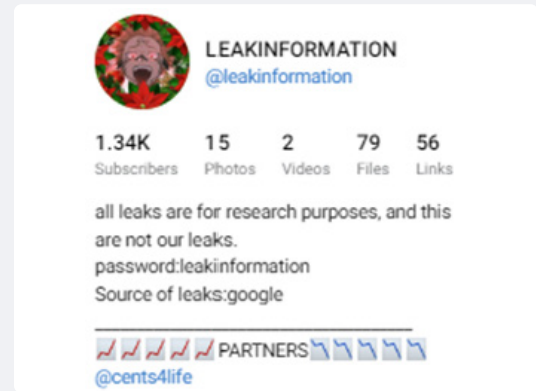 LEAKINFORMATION
@leakinformation
1.34K 15 2 79 56
Subscribers Photos Videos Files Links
all leaks are for research purposes, and this
are not our leaks.
password:leakiinformation
Source of leaks:google
📈📈📈📈📈PARTNERS📉📉📉📉📉
@cents4life